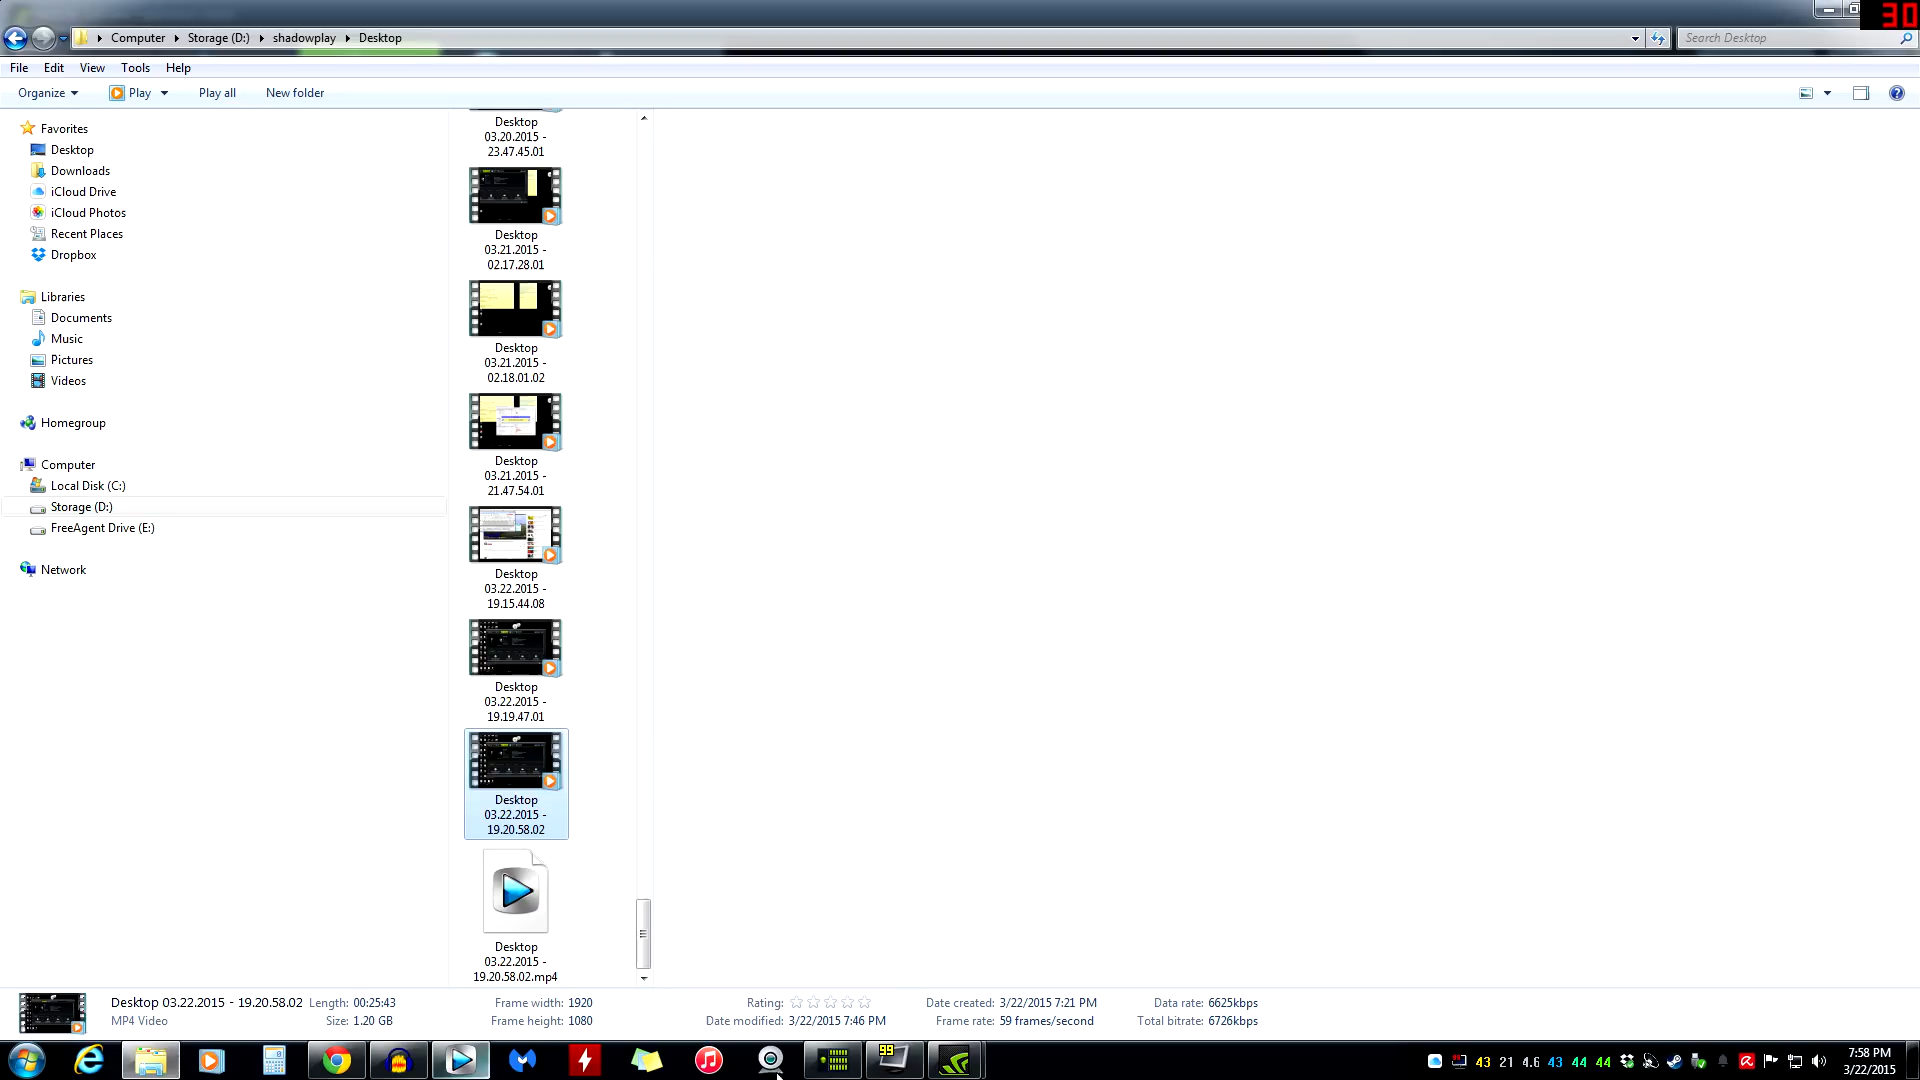 30
Computer Storage (D:) shadowplay Desktop
Search Desktop
File Edit View Tools Help
Organize Play Play all New folder
Favorites
Desktop
Downloads
iCloud Drive
iCloud Photos
Recent Places
Dropbox
Libraries
Documents
Music
Pictures
Videos
Homegroup
Computer
Local Disk (C:)
Storage (D:)
FreeAgent Drive (E:)
Network
Desktop
03.20.2015 -
23.47.45.01
Desktop
03.21.2015 -
02.17.28.01
Desktop
03.21.2015 -
02.18.01.02
Desktop
03.21.2015 -
21.47.54.01
Desktop
03.22.2015 -
19.15.44.08
Desktop
03.22.2015 -
19.19.47.01
Desktop
03.22.2015 -
19.20.58.02
Desktop
03.22.2015 -
19.20.58.02.mp4
Desktop 03.22.2015 - 19.20.58.02 Length: 00:25:43 Frame width: 1920 Rating: Date created: 3/22/2015 7:21 PM Data rate: 6625kbps
MP4 Video Size: 1.20 GB Frame height: 1080 Date modified: 3/22/2015 7:46 PM Frame rate: 59 frames/second Total bitrate: 6726kbps
99
43 21 4.6 43 44 44
7:58 PM
3/22/2015